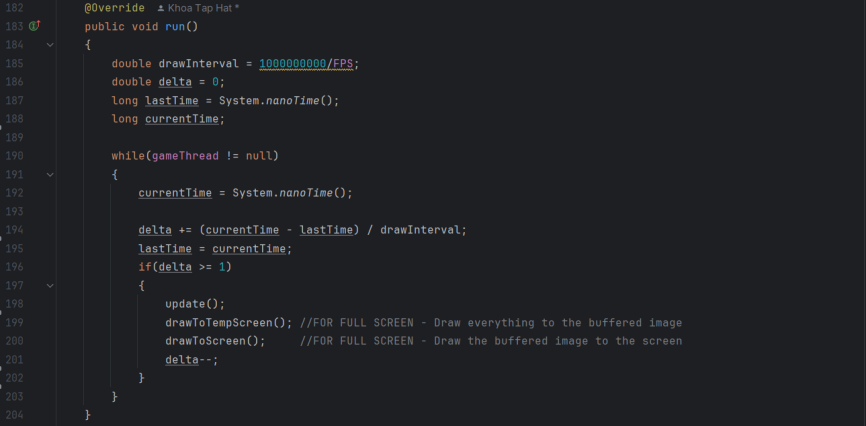 182 @Override Khoa Tap Hat *
183 public void run()
184 {
185 double drawInterval = 1000000000/FPS;
186 double delta = 0;
187 long lastTime = System.nanoTime();
188 long currentTime;
189
190 while(gameThread != null)
191 {
192 currentTime = System.nanoTime();
193
194 delta += (currentTime - lastTime) / drawInterval;
195 lastTime = currentTime;
196 if(delta >= 1)
197 {
198 update();
199 drawToTempScreen(); //FOR FULL SCREEN - Draw everything to the buffered image
200 drawToScreen();     //FOR FULL SCREEN - Draw the buffered image to the screen
201 delta--;
202 }
203 }
204 }